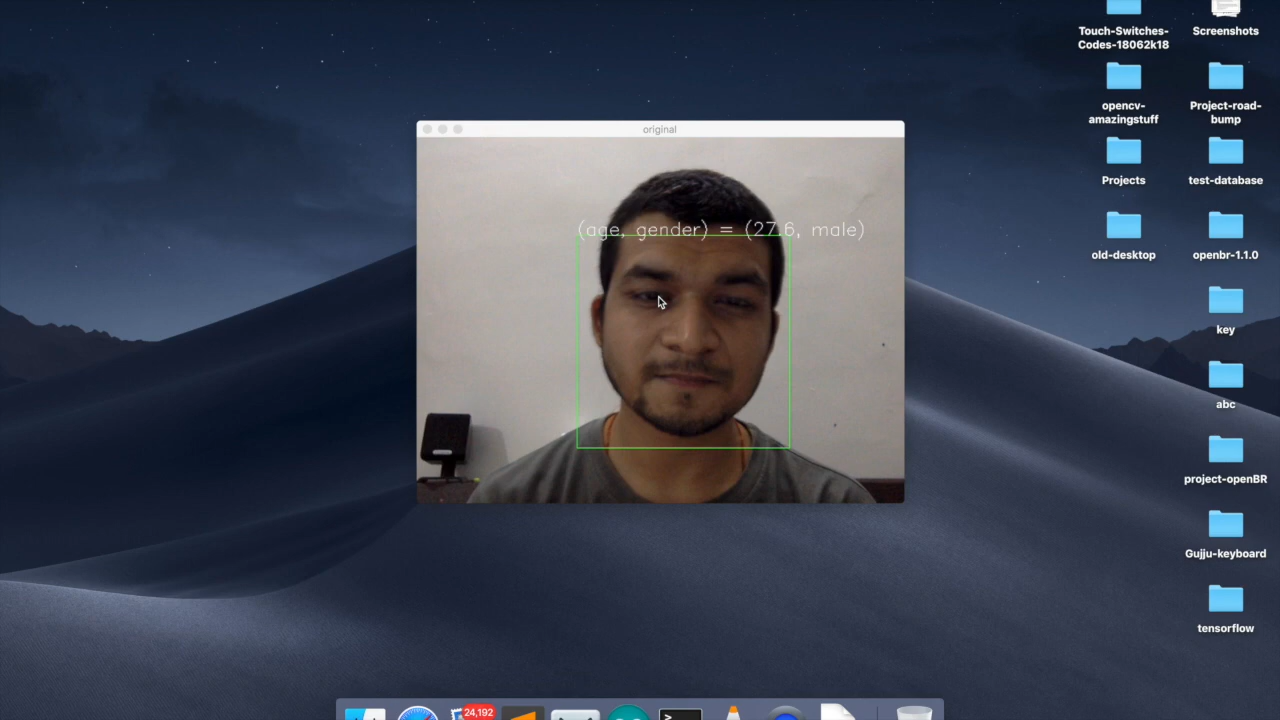 Touch-Switches-
Codes-18062k18
Screenshots
opencv-
amazingstuff
Project-road-
bump
original
Projects
test-database
(age, gender) = (27.6, male)
old-desktop
openbr-1.1.0
key
abc
project-openBR
Gujju-keyboard
tensorflow
24,192
>_